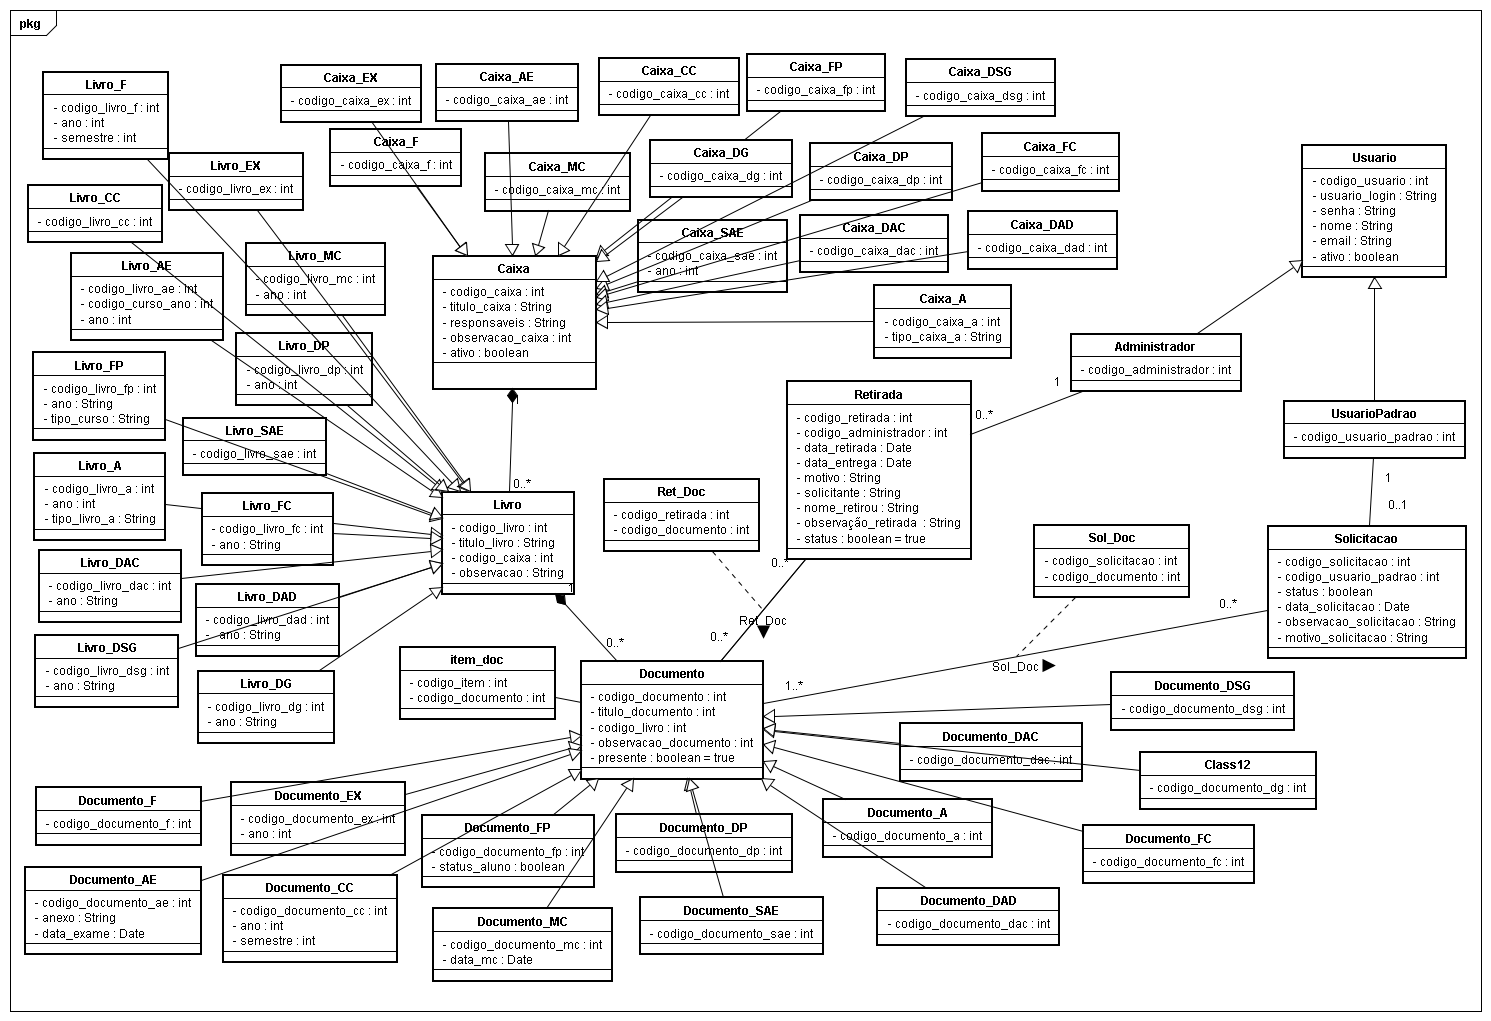 pkg
Livro_F
- codigo_livro_f : int
- ano : int
- semestre : int
Caixa_EX
- codigo_caixa_ex : int
Caixa_AE
- codigo_caixa_ae : int
Caixa_CC
- codigo_caixa_cc : int
Caixa_FP
- codigo_caixa_fp : int
Caixa_DSG
- codigo_caixa_dsg : int
Caixa_F
- codigo_caixa_f : int
Caixa_MC
- codigo_caixa_mc : int
Caixa_DG
- codigo_caixa_dg : int
Caixa_DP
- codigo_caixa_dp : int
Caixa_FC
- codigo_caixa_fc : int
Usuario
- codigo_usuario : int
- usuario_login : String
- senha : String
- nome : String
- email : String
- ativo : boolean
Livro_EX
- codigo_livro_ex : int
Livro_CC
- codigo_livro_cc : int
Livro_MC
- codigo_livro_mc : int
- ano : int
Livro_AE
- codigo_livro_ae : int
- codigo_curso_ano : int
- ano : int
Caixa
- codigo_caixa : int
- titulo_caixa : String
- responsaveis : String
- observacao_caixa : int
- ativo : boolean
Caixa_SAE
- codigo_caixa_sae : int
- ano : int
Caixa_DAC
- codigo_caixa_dac : int
Caixa_DAD
- codigo_caixa_dad : int
Caixa_A
- codigo_caixa_a : int
- tipo_caixa_a : String
Livro_DP
- codigo_livro_dp : int
- ano : int
Livro_FP
- codigo_livro_fp : int
- ano : String
- tipo_curso : String
Administrador
- codigo_administrador : int
1
0..*
Retirada
- codigo_retirada : int
- codigo_administrador : int
- data_retirada : Date
- data_entrega : Date
- motivo : String
- solicitante : String
- nome_retirou : String
- observação_retirada : String
- status : boolean = true
UsuarioPadrao
- codigo_usuario_padrao : int
1
0..1
Livro_SAE
- codigo_livro_sae : int
1
0..*
Livro_A
- codigo_livro_a : int
- ano : int
- tipo_livro_a : String
Livro_FC
- codigo_livro_fc : int
- ano : String
Livro
- codigo_livro : int
- titulo_livro : String
- codigo_caixa : int
- observacao : String
1
0..*
Ret_Doc
- codigo_retirada : int
- codigo_documento : int
0..*
Ret_Doc
0..*
Sol_Doc
- codigo_solicitacao : int
- codigo_documento : int
Solicitacao
- codigo_solicitacao : int
- codigo_usuario_padrao : int
- status : boolean
- data_solicitacao : Date
- observacao_solicitacao : String
- motivo_solicitacao : String
0..*
Sol_Doc
1..*
Livro_DAC
- codigo_livro_dac : int
- ano : String
Livro_DAD
- codigo_livro_dad : int
- ano : String
Livro_DSG
- codigo_livro_dsg : int
- ano : String
Livro_DG
- codigo_livro_dg : int
- ano : String
item_doc
- codigo_item : int
- codigo_documento : int
Documento
- codigo_documento : int
- titulo_documento : int
- codigo_livro : int
- observacao_documento : int
- presente : boolean = true
Documento_DSG
- codigo_documento_dsg : int
Documento_DAC
- codigo_documento_dac : int
Class12
- codigo_documento_dg : int
Documento_F
- codigo_documento_f : int
Documento_EX
- codigo_documento_ex : int
- ano : int
Documento_FP
- codigo_documento_fp : int
- status_aluno : boolean
Documento_DP
- codigo_documento_dp : int
Documento_A
- codigo_documento_a : int
Documento_FC
- codigo_documento_fc : int
Documento_AE
- codigo_documento_ae : int
- anexo : String
- data_exame : Date
Documento_CC
- codigo_documento_cc : int
- ano : int
- semestre : int
Documento_MC
- codigo_documento_mc : int
- data_mc : Date
Documento_SAE
- codigo_documento_sae : int
Documento_DAD
- codigo_documento_dac : int